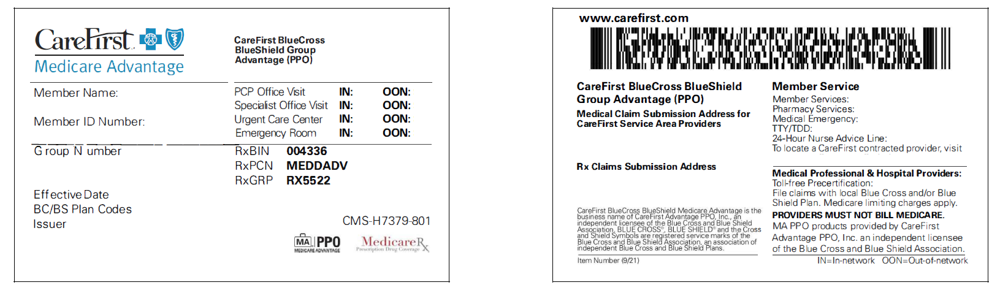 CareFirst
Medicare Advantage
CareFirst BlueCross
BlueShield Group
Advantage (PPO)
Member Name:
Member ID Number:
PCP Office Visit IN: OON:
Specialist Office Visit IN: OON:
Urgent Care Center IN: OON:
Emergency Room IN: OON:
Group Number
RxBIN 004336
RxPCN MEDDADV
RxGRP RX5522
Effective Date
BC/BS Plan Codes
Issuer
CMS-H7379-801
MA PPO
MEDICARE ADVANTAGE
MedicareRx
Prescription Drug Coverage
www.carefirst.com
CareFirst BlueCross BlueShield
Group Advantage (PPO)
Medical Claim Submission Address for
CareFirst Service Area Providers
Rx Claims Submission Address
CareFirst BlueCross BlueShield Medicare Advantage is the
business name of CareFirst Advantage PPO, Inc., an
independent licensee of the Blue Cross and Blue Shield
Association. BLUE CROSS®, BLUE SHIELD® and the Cross
and Shield Symbols are registered service marks of the
Blue Cross and Blue Shield Association, an association of
independent Blue Cross and Blue Shield Plans.
Item Number (9/21)
Member Service
Member Services:
Pharmacy Services:
Medical Emergency:
TTY/TDD:
24-Hour Nurse Advice Line:
To locate a CareFirst contracted provider, visit
Medical Professional & Hospital Providers:
Toll-free Precertification:
File claims with local Blue Cross and/or Blue
Shield Plan. Medicare limiting charges apply.
PROVIDERS MUST NOT BILL MEDICARE.
MA PPO products provided by CareFirst
Advantage PPO, Inc. an independent licensee
of the Blue Cross and Blue Shield Association.
IN=In-network OON=Out-of-network